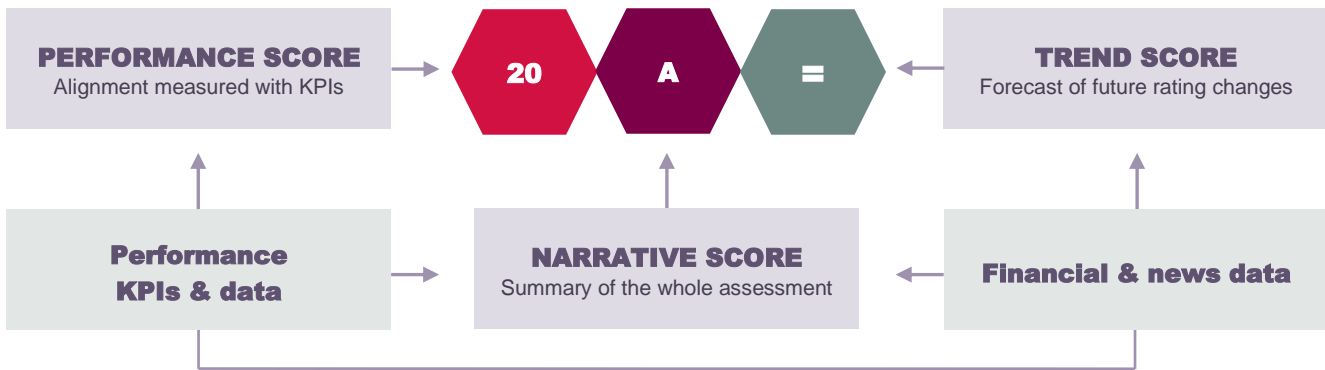 PERFORMANCE SCORE
Alignment measured with KPIs
20
A
=
TREND SCORE
Forecast of future rating changes
Performance
KPIs & data
NARRATIVE SCORE
Summary of the whole assessment
Financial & news data